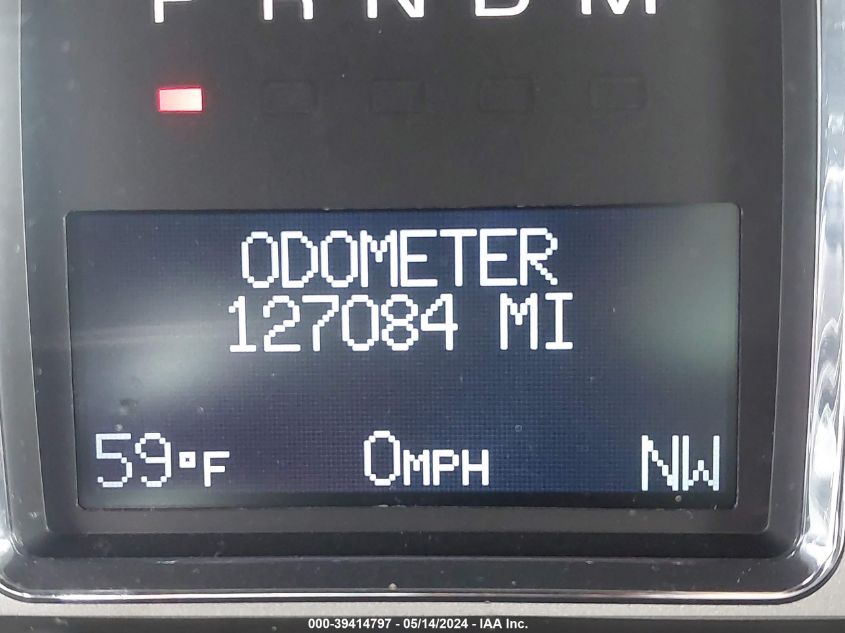 P R N D M
ODOMETER
127084 MI
59°F 0MPH NW
000-39414797 - 05/14/2024 - IAA Inc.